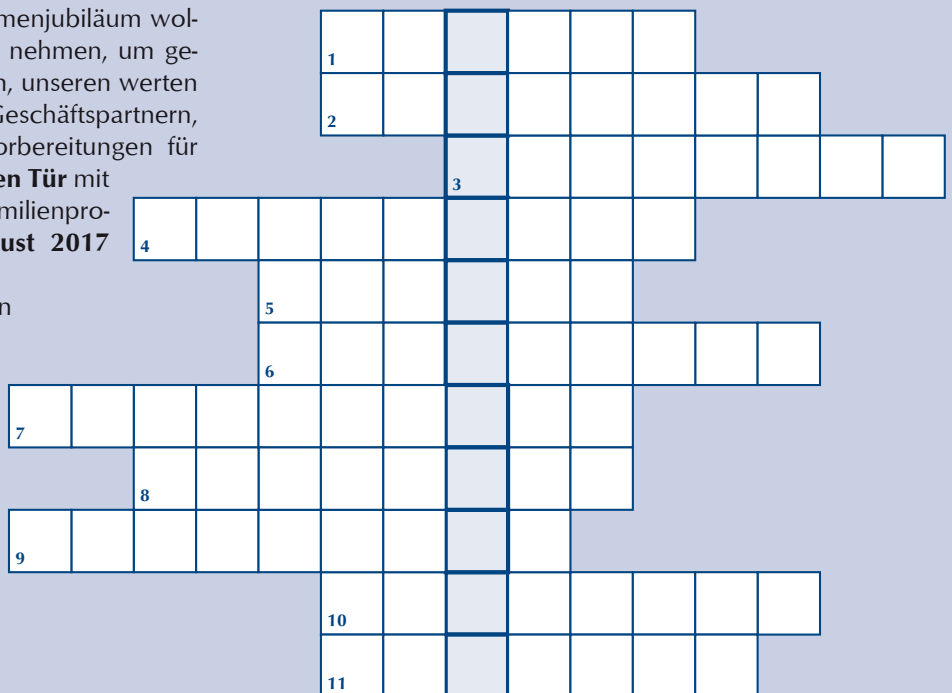 menjubiläum wol-
nehmen, um ge-
n, unseren werten
Geschäftspartnern,
orbereitungen für
en Tür mit
milienpro-
ust 2017
n
1
2
3
4
5
6
7
8
9
10
11